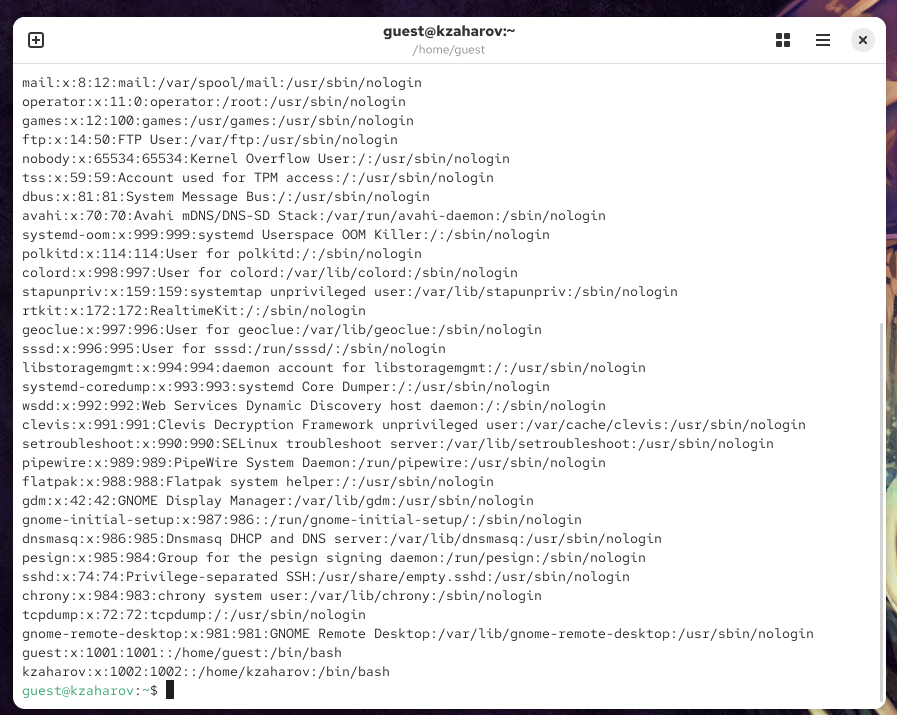 guest@kzaharov:~
/home/guest
mail:x:8:12:mail:/var/spool/mail:/usr/sbin/nologin
operator:x:11:0:operator:/root:/usr/sbin/nologin
games:x:12:100:games:/usr/games:/usr/sbin/nologin
ftp:x:14:50:FTP User:/var/ftp:/usr/sbin/nologin
nobody:x:65534:65534:Kernel Overflow User:/:/usr/sbin/nologin
tss:x:59:59:Account used for TPM access:/:/usr/sbin/nologin
dbus:x:81:81:System Message Bus:/:/usr/sbin/nologin
avahi:x:70:70:Avahi mDNS/DNS-SD Stack:/var/run/avahi-daemon:/sbin/nologin
systemd-oom:x:999:999:systemd Userspace OOM Killer:/:/sbin/nologin
polkitd:x:114:114:User for polkitd:/:/sbin/nologin
colord:x:998:997:User for colord:/var/lib/colord:/sbin/nologin
stapunpriv:x:159:159:systemtap unprivileged user:/var/lib/stapunpriv:/sbin/nologin
rtkit:x:172:172:RealtimeKit:/:/sbin/nologin
geoclue:x:997:996:User for geoclue:/var/lib/geoclue:/sbin/nologin
sssd:x:996:995:User for sssd:/run/sssd/:/sbin/nologin
libstoragemgmt:x:994:994:daemon account for libstoragemgmt:/:/usr/sbin/nologin
systemd-coredump:x:993:993:systemd Core Dumper:/:/usr/sbin/nologin
wsdd:x:992:992:Web Services Dynamic Discovery host daemon:/:/sbin/nologin
clevis:x:991:991:Clevis Decryption Framework unprivileged user:/var/cache/clevis:/usr/sbin/nologin
setroubleshoot:x:990:990:SELinux troubleshoot server:/var/lib/setroubleshoot:/usr/sbin/nologin
pipewire:x:989:989:PipeWire System Daemon:/run/pipewire:/usr/sbin/nologin
flatpak:x:988:988:Flatpak system helper:/:/usr/sbin/nologin
gdm:x:42:42:GNOME Display Manager:/var/lib/gdm:/usr/sbin/nologin
gnome-initial-setup:x:987:986::/run/gnome-initial-setup/:/sbin/nologin
dnsmasq:x:986:985:Dnsmasq DHCP and DNS server:/var/lib/dnsmasq:/usr/sbin/nologin
pesign:x:985:984:Group for the pesign signing daemon:/run/pesign:/sbin/nologin
sshd:x:74:74:Privilege-separated SSH:/usr/share/empty.sshd:/usr/sbin/nologin
chrony:x:984:983:chrony system user:/var/lib/chrony:/sbin/nologin
tcpdump:x:72:72:tcpdump:/:/usr/sbin/nologin
gnome-remote-desktop:x:981:981:GNOME Remote Desktop:/var/lib/gnome-remote-desktop:/usr/sbin/nologin
guest:x:1001:1001::/home/guest:/bin/bash
kzaharov:x:1002:1002::/home/kzaharov:/bin/bash
guest@kzaharov:~$